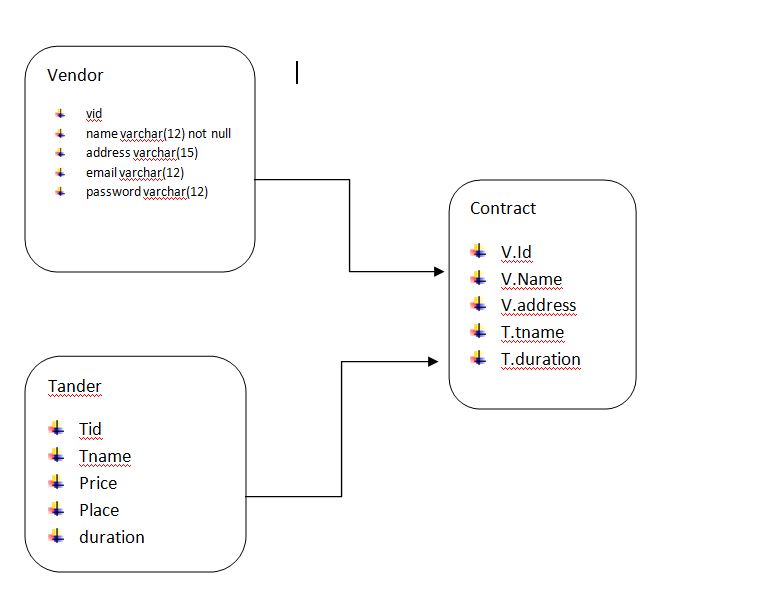 Vendor
vid
name varchar(12) not null
address varchar(15)
email varchar(12)
password varchar(12)
Contract
V.Id
V.Name
V.address
T.tname
T.duration
Tander
Tid
Tname
Price
Place
duration